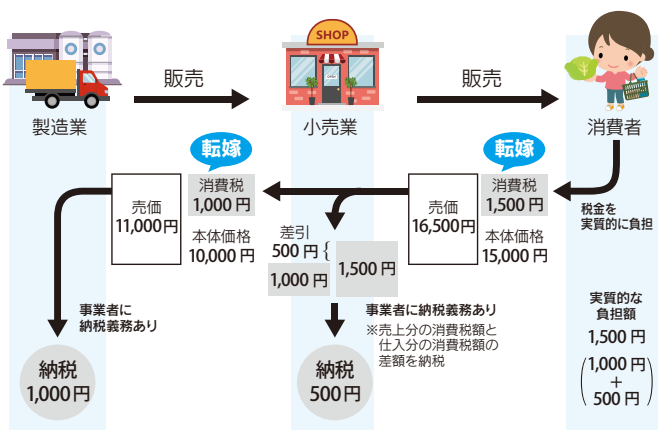 SHOP
OPEN
販売
販売
製造業
小売業
消費者
転嫁
転嫁
売価
11,000円
消費税
1,000円
本体価格
10,000円
売価
16,500円
消費税
1,500円
本体価格
15,000円
税金を
実質的に負担
差引
500円{
1,000円
1,500円
事業者に
納税義務あり
納税
1,000円
事業者に納税義務あり
※売上分の消費税額と
仕入分の消費税額の
差額を納税
納税
500円
実質的な
負担額
1,500円
(1,000円
+
500円)